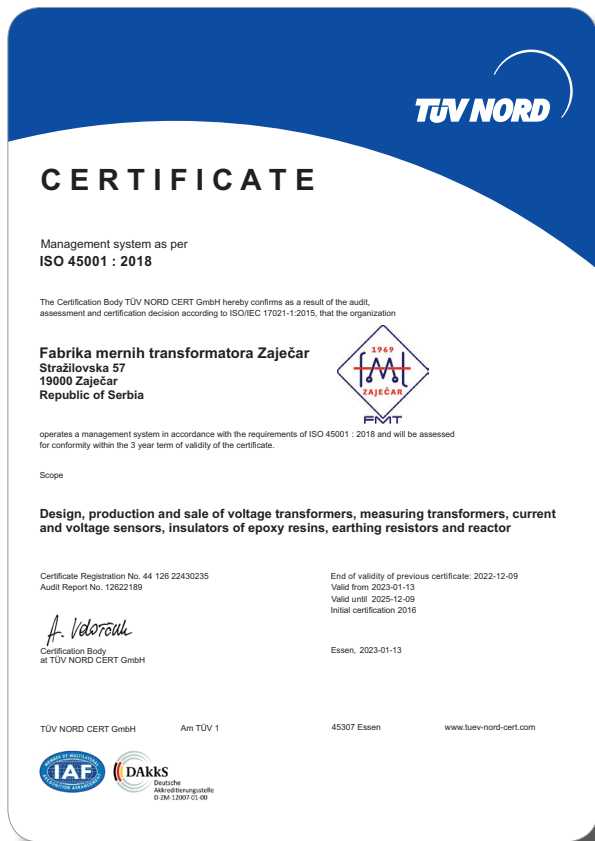 TÜV NORD
CERTIFICATE
Management system as per
ISO 45001 : 2018
The Certification Body TÜV NORD CERT GmbH hereby confirms as a result of the audit,
assessment and certification decision according to ISO/IEC 17021-1:2015, that the organization
Fabrika mernih transformatora Zaječar
Stražilovska 57
19000 Zaječar
Republic of Serbia
1969
ZAJEČAR
FMT
operates a management system in accordance with the requirements of ISO 45001 : 2018 and will be assessed
for conformity within the 3 year term of validity of the certificate.
Scope
Design, production and sale of voltage transformers, measuring transformers, current
and voltage sensors, insulators of epoxy resins, earthing resistors and reactor
Certificate Registration No. 44 126 22430235
Audit Report No. 12622189
End of validity of previous certificate: 2022-12-09
Valid from 2023-01-13
Valid until 2025-12-09
Initial certification 2016
Certification Body
at TÜV NORD CERT GmbH
Essen, 2023-01-13
TÜV NORD CERT GmbH Am TÜV 1 45307 Essen www.tuev-nord-cert.com
MEMBER OF MULTILATERAL
IAF
RECOGNITION ARRANGEMENT
DAkkS
Deutsche
Akkreditierungsstelle
D-ZM-12007-01-00